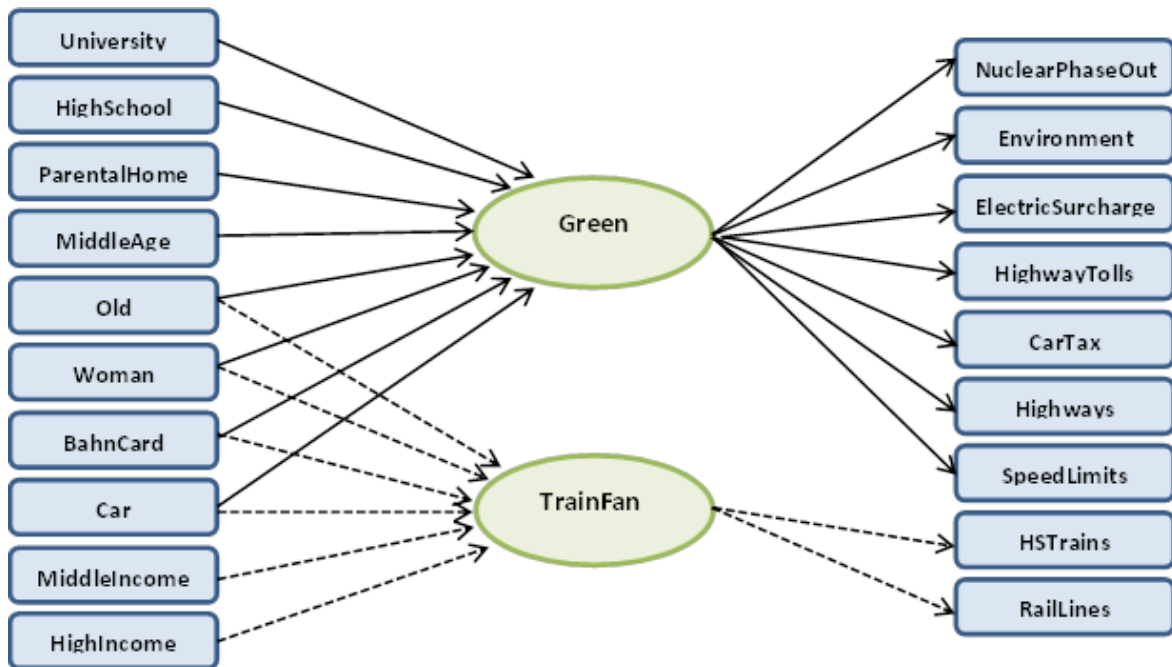 University
HighSchool
ParentalHome
MiddleAge
Old
Woman
BahnCard
Car
MiddleIncome
HighIncome
Green
TrainFan
NuclearPhaseOut
Environment
ElectricSurcharge
HighwayTolls
CarTax
Highways
SpeedLimits
HSTrains
RailLines